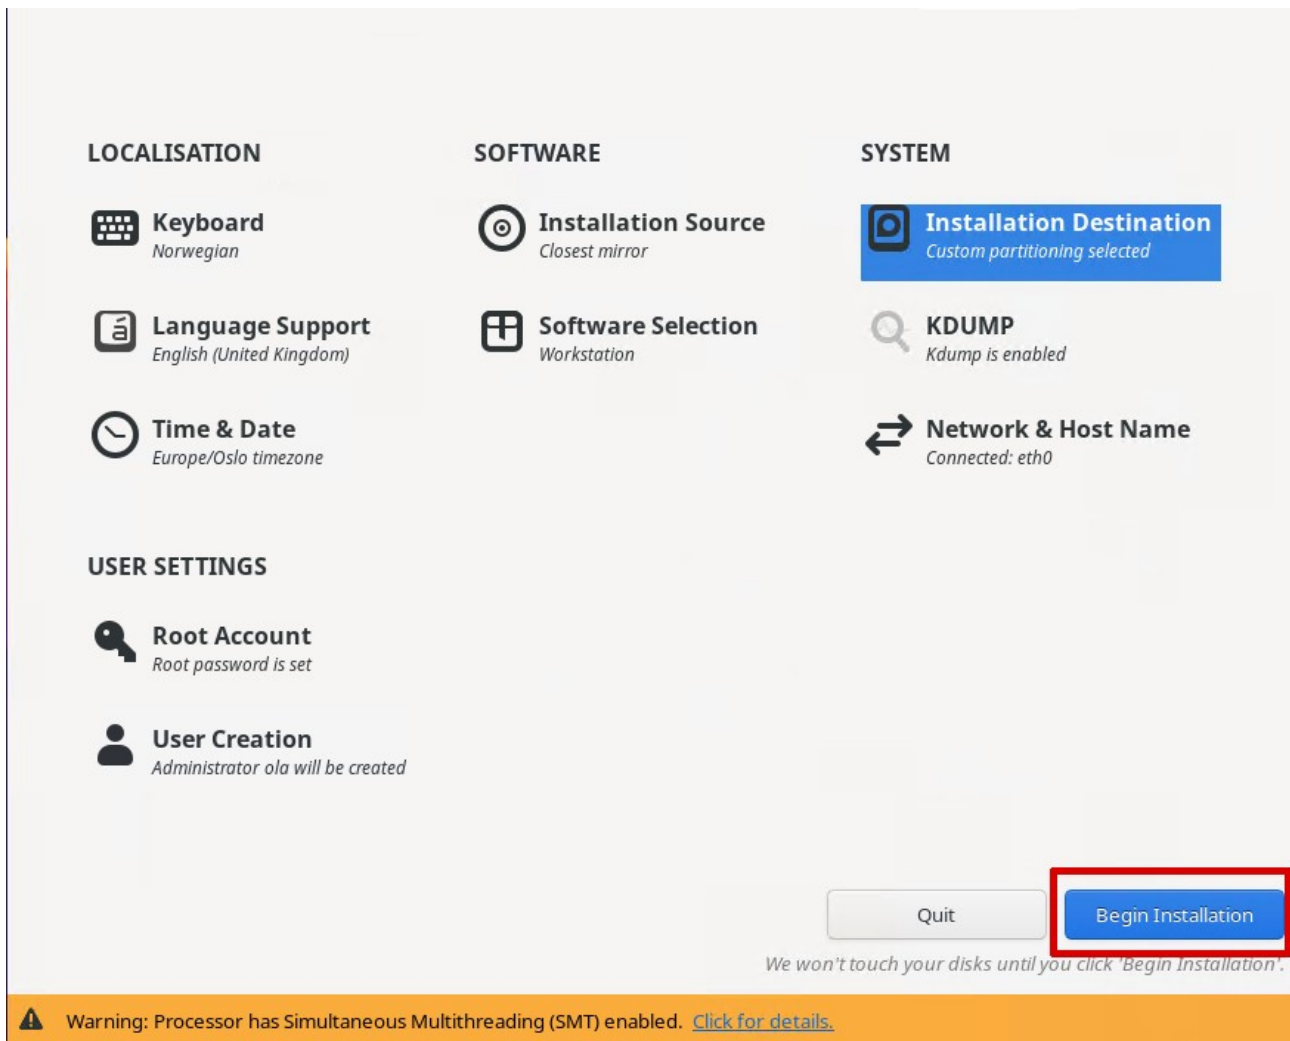 LOCALISATION
Keyboard
Norwegian
Language Support
English (United Kingdom)
Time & Date
Europe/Oslo timezone
SOFTWARE
Installation Source
Closest mirror
Software Selection
Workstation
SYSTEM
Installation Destination
Custom partitioning selected
KDUMP
Kdump is enabled
Network & Host Name
Connected: eth0
USER SETTINGS
Root Account
Root password is set
User Creation
Administrator ola will be created
Quit
Begin Installation
We won't touch your disks until you click 'Begin Installation'.
Warning: Processor has Simultaneous Multithreading (SMT) enabled. Click for details.